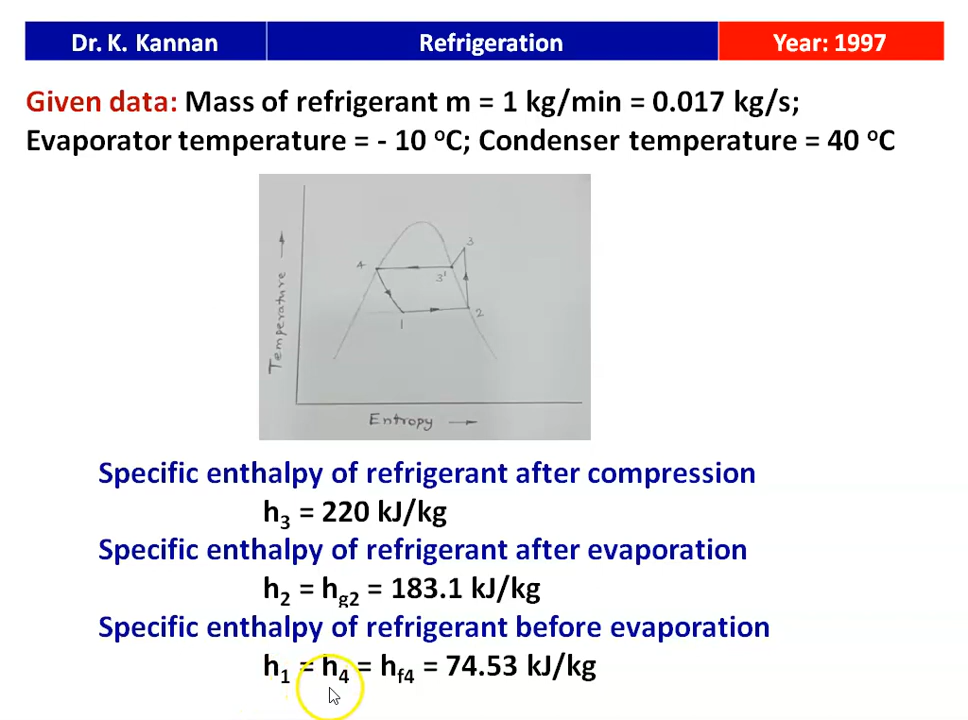 Dr. K. Kannan Refrigeration Year: 1997
Given data: Mass of refrigerant m = 1 kg/min = 0.017 kg/s;
Evaporator temperature = - 10 ⁰C; Condenser temperature = 40 ⁰C
3
4
3'
2
1
Temperature →
Entropy →
Specific enthalpy of refrigerant after compression
h₃ = 220 kJ/kg
Specific enthalpy of refrigerant after evaporation
h₂ = hg₂ = 183.1 kJ/kg
Specific enthalpy of refrigerant before evaporation
h₁ = h₄ = hf₄ = 74.53 kJ/kg